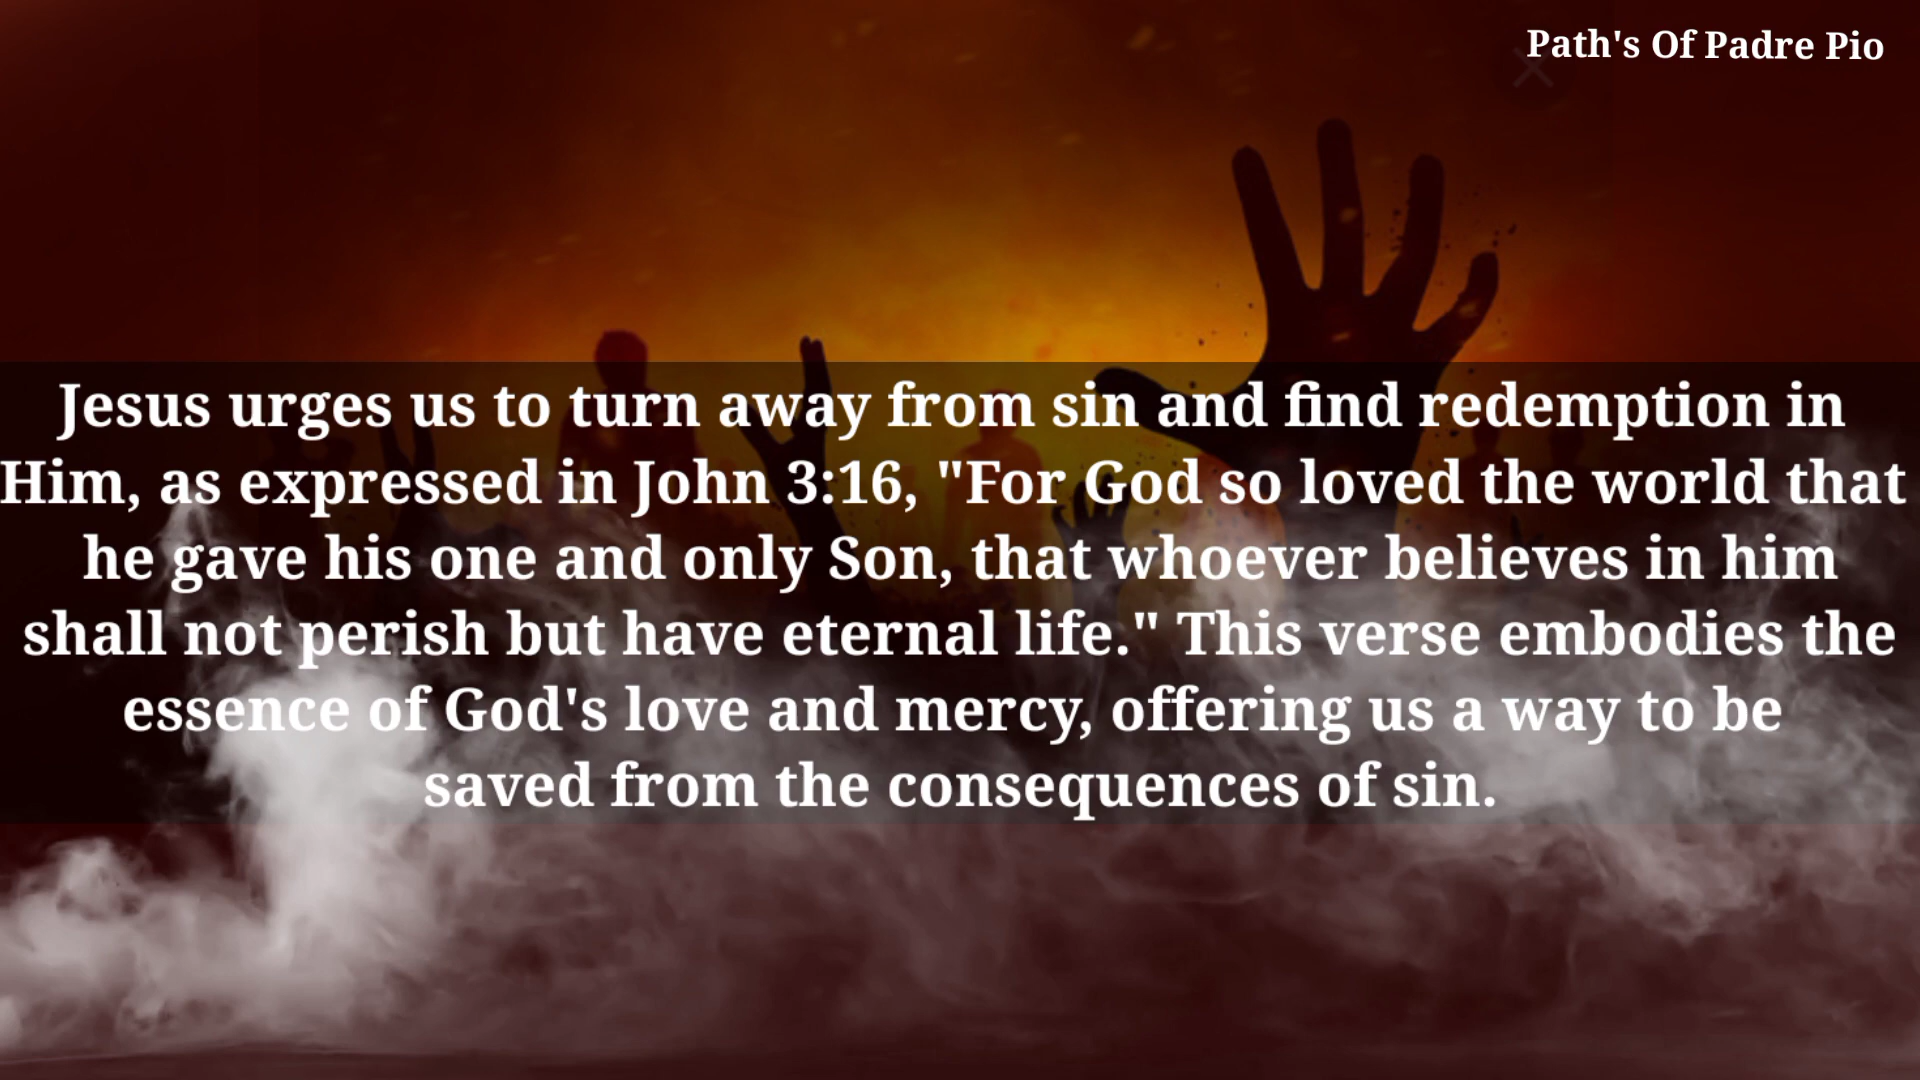 Path's Of Padre Pio
Jesus urges us to turn away from sin and find redemption in
Him, as expressed in John 3:16, "For God so loved the world that
he gave his one and only Son, that whoever believes in him
shall not perish but have eternal life." This verse embodies the
essence of God's love and mercy, offering us a way to be
saved from the consequences of sin.